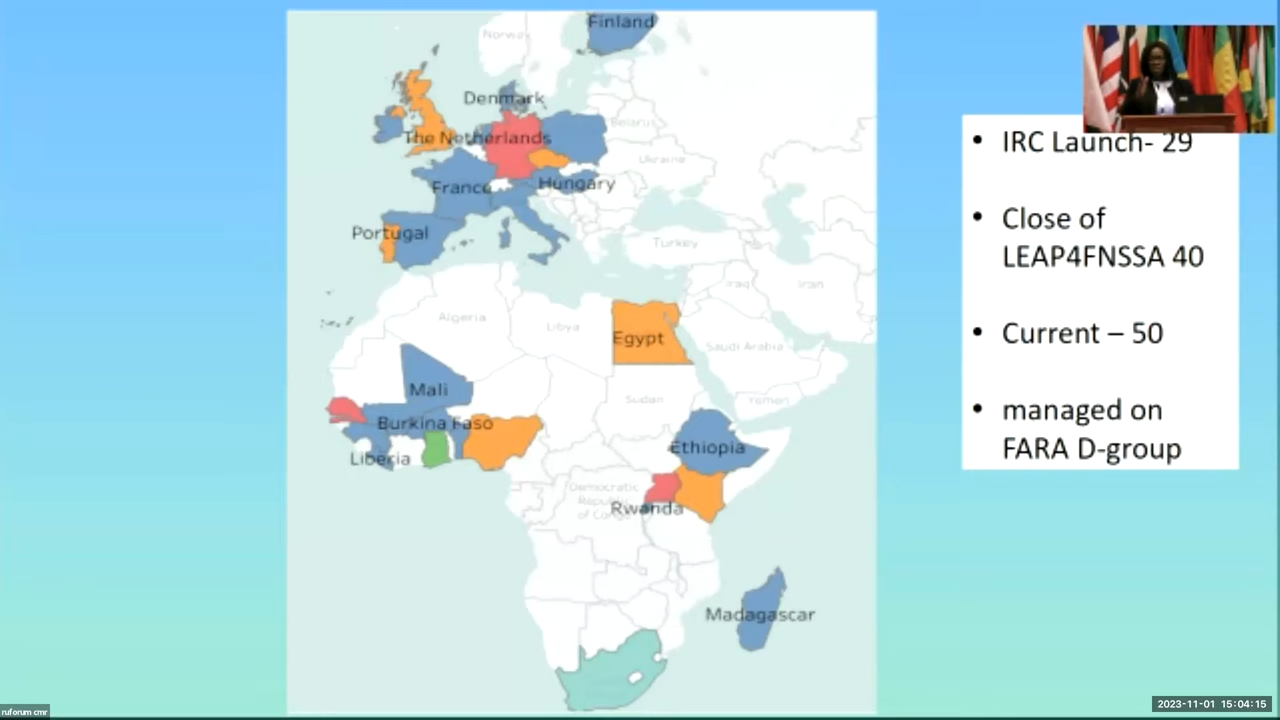 Finland
Norway
Denmark
The Netherlands
Belarus
Ukraine
France
Hungary
Portugal
Turkey
Iraq
Iran
Algeria
Libya
Egypt
Saudi Arabia
Mali
Sudan
Yemen
Burkina Faso
Liberia
Ethiopia
Democratic
Republic
of Congo
Rwanda
Madagascar
• IRC Launch- 29
• Close of
LEAP4FNSSA 40
• Current – 50
• managed on
FARA D-group
ruforum cmr
2023-11-01 15:04:15